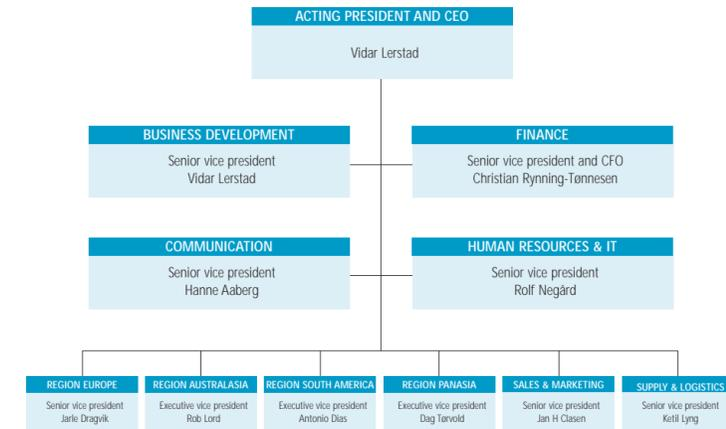 ACTING PRESIDENT AND CEO
Vidar Lerstad
BUSINESS DEVELOPMENT
Senior vice president
Vidar Lerstad
FINANCE
Senior vice president and CFO
Christian Rynning-Tønnesen
COMMUNICATION
Senior vice president
Hanne Aaberg
HUMAN RESOURCES & IT
Senior vice president
Rolf Negård
REGION EUROPE
Senior vice president
Jarle Dragvik
REGION AUSTRALASIA
Executive vice president
Rob Lord
REGION SOUTH AMERICA
Executive vice president
Antonio Dias
REGION PANASIA
Executive vice president
Dag Tørvold
SALES & MARKETING
Senior vice president
Jan H Clasen
SUPPLY & LOGISTICS
Senior vice president
Ketil Lyng